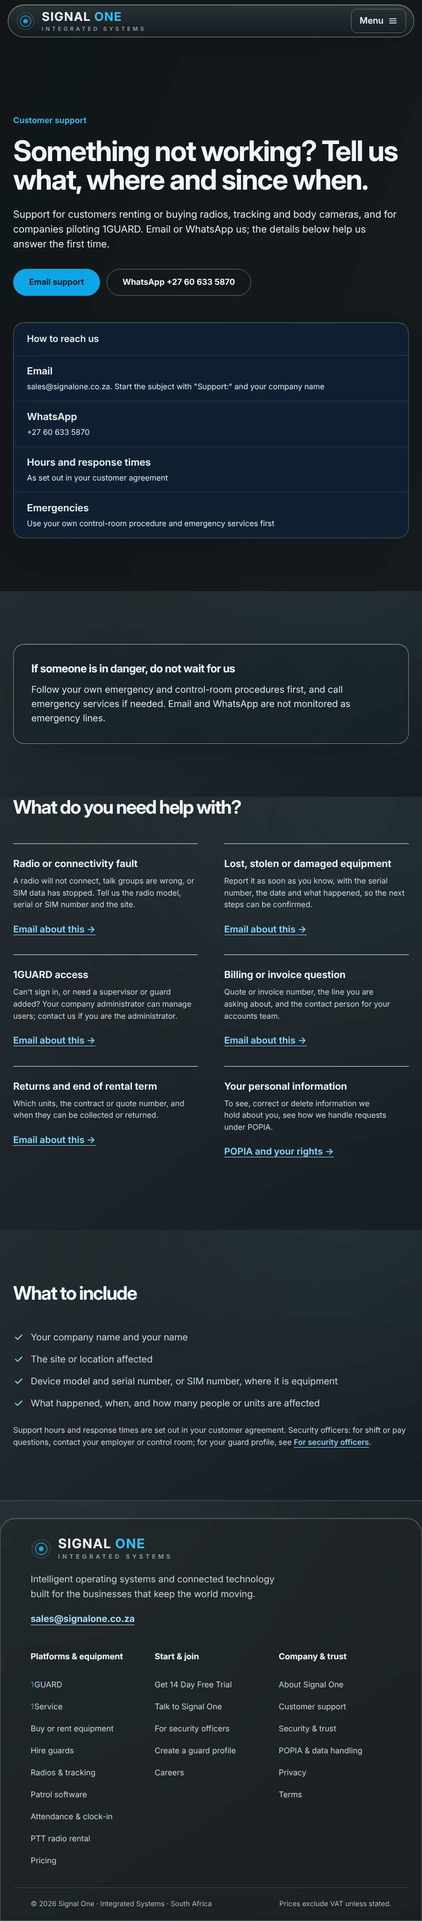 SIGNAL ONE
INTEGRATED SYSTEMS
Menu
Customer support
Something not working? Tell us
what, where and since when.
Support for customers renting or buying radios, tracking and body cameras, and for
companies piloting 1GUARD. Email or WhatsApp us; the details below help us
answer the first time.
Email support
WhatsApp +27 60 633 5870
How to reach us
Email
sales@signalone.co.za. Start the subject with "Support:" and your company name
WhatsApp
+27 60 633 5870
Hours and response times
As set out in your customer agreement
Emergencies
Use your own control-room procedure and emergency services first
If someone is in danger, do not wait for us
Follow your own emergency and control-room procedures first, and call
emergency services if needed. Email and WhatsApp are not monitored as
emergency lines.
What do you need help with?
Radio or connectivity fault
A radio will not connect, talk groups are wrong, or
SIM data has stopped. Tell us the radio model,
serial or SIM number and the site.
Email about this →
Lost, stolen or damaged equipment
Report it as soon as you know, with the serial
number, the date and what happened, so the next
steps can be confirmed.
Email about this →
1GUARD access
Can't sign in, or need a supervisor or guard
added? Your company administrator can manage
users; contact us if you are the administrator.
Email about this →
Billing or invoice question
Quote or invoice number, the line you are
asking about, and the contact person for your
accounts team.
Email about this →
Returns and end of rental term
Which units, the contract or quote number, and
when they can be collected or returned.
Email about this →
Your personal information
To see, correct or delete information we
hold about you, see how we handle requests
under POPIA.
POPIA and your rights →
What to include
✓ Your company name and your name
✓ The site or location affected
✓ Device model and serial number, or SIM number, where it is equipment
✓ What happened, when, and how many people or units are affected
Support hours and response times are set out in your customer agreement. Security officers: for shift or pay
questions, contact your employer or control room; for your guard profile, see For security officers.
SIGNAL ONE
INTEGRATED SYSTEMS
Intelligent operating systems and connected technology
built for the businesses that keep the world moving.
sales@signalone.co.za
Platforms & equipment
1GUARD
1Service
Buy or rent equipment
Hire guards
Radios & tracking
Patrol software
Attendance & clock-in
PTT radio rental
Pricing
Start & join
Get 14 Day Free Trial
Talk to Signal One
For security officers
Create a guard profile
Careers
Company & trust
About Signal One
Customer support
Security & trust
POPIA & data handling
Privacy
Terms
© 2026 Signal One · Integrated Systems · South Africa
Prices exclude VAT unless stated.